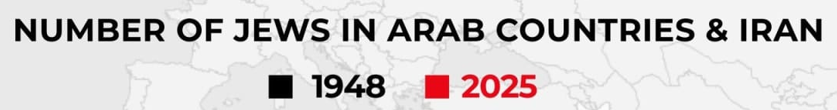 NUMBER OF JEWS IN ARAB COUNTRIES & IRAN
1948 2025